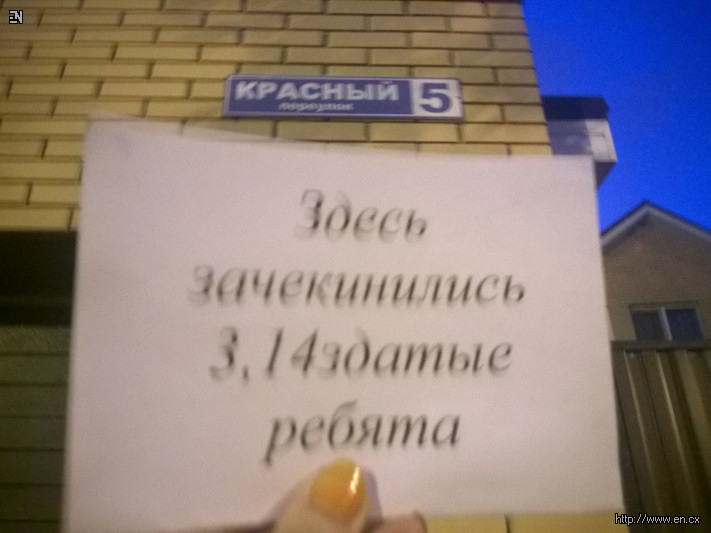 EN
КРАСНЫЙ 5
переулок
Здесь
зачекинились
3,14здатые
ребята
http://www.en.cx